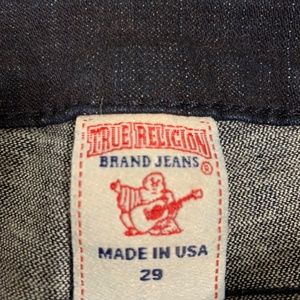 TRUE RELIGION
BRAND JEANS®
MADE IN USA
29